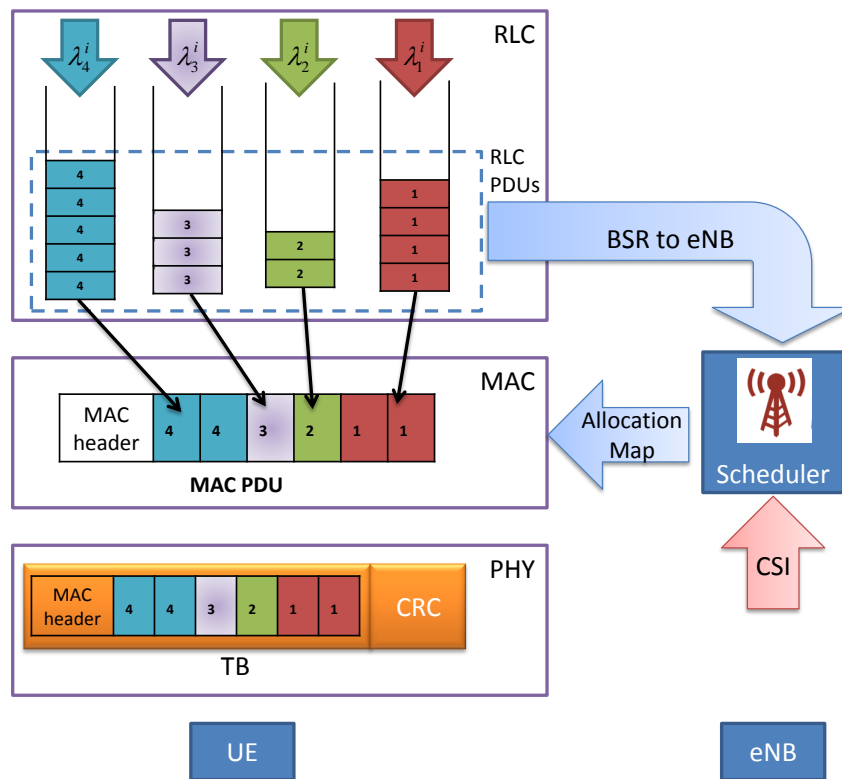 λ₄ⁱ λ₃ⁱ λ₂ⁱ λ₁ⁱ RLC
RLC
PDUs
4
4
4
4
4
3
3
3
2
2
1
1
1
1
BSR to eNB
MAC
MAC
header
4 4 3 2 1 1
MAC PDU
Allocation
Map
Scheduler
PHY
MAC
header
4 4 3 2 1 1
CRC
TB
CSI
UE
eNB